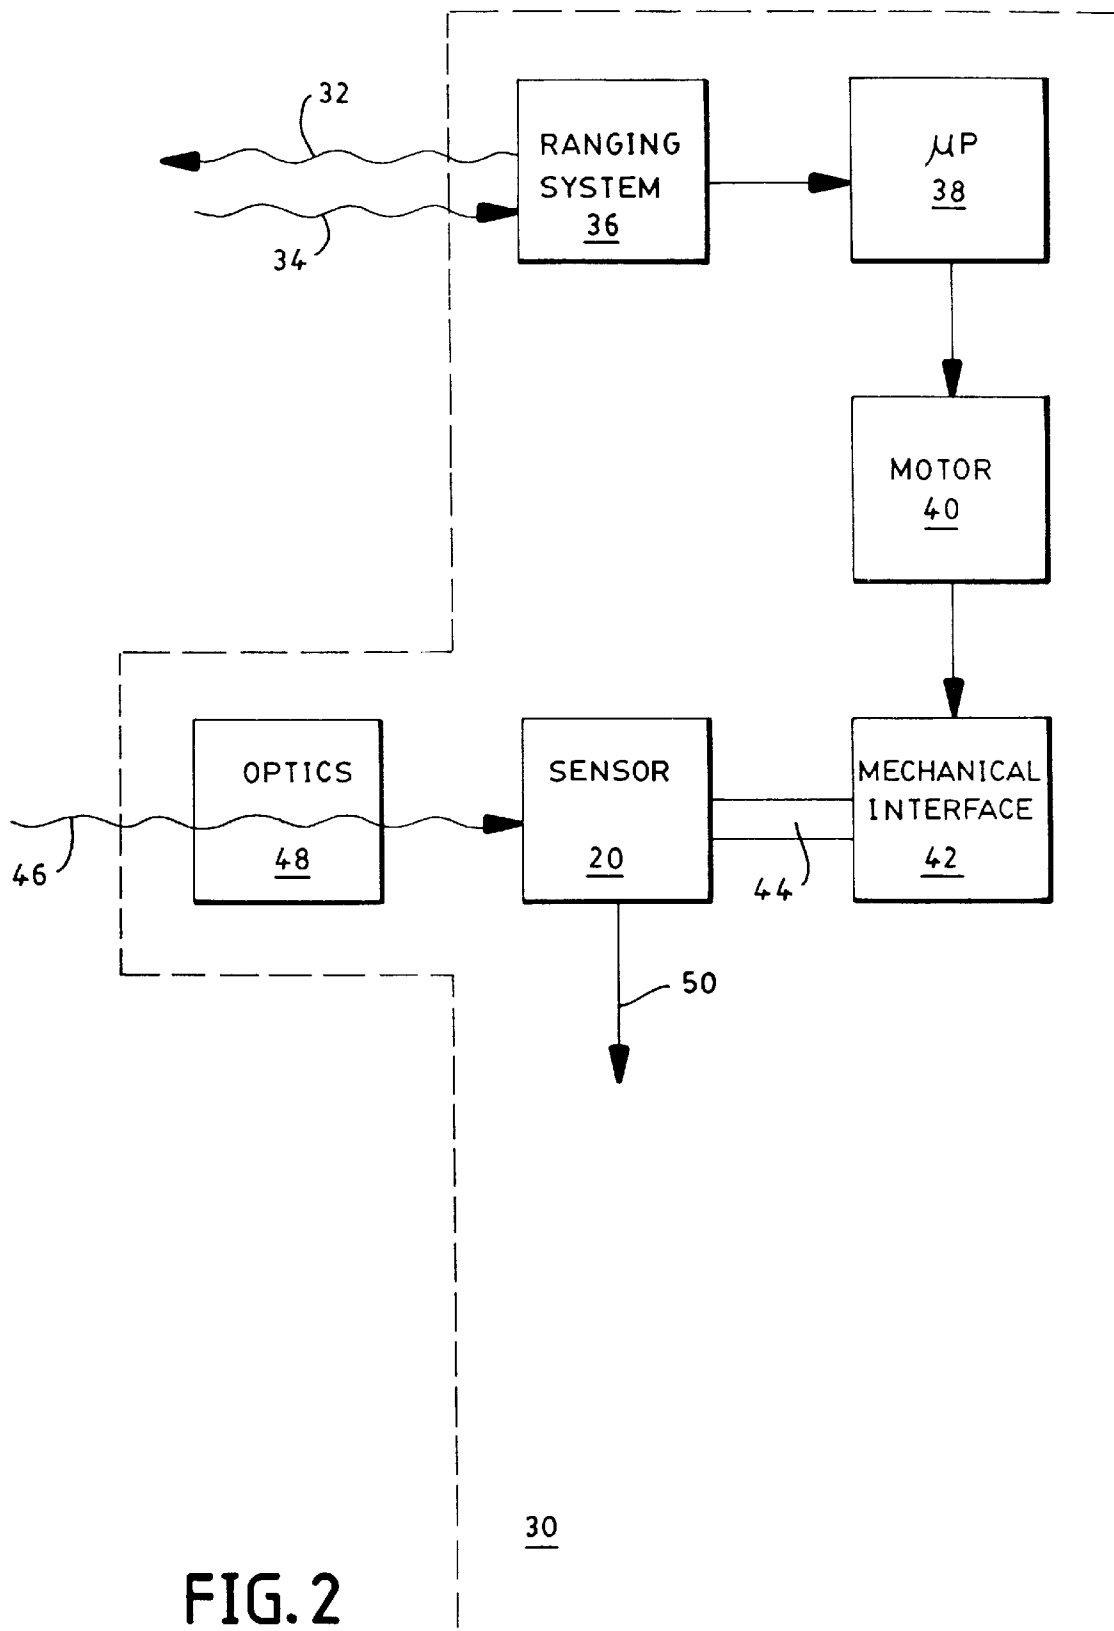 32
34
RANGING
SYSTEM
36
μP
38
MOTOR
40
OPTICS
48
46
SENSOR
20
44
MECHANICAL
INTERFACE
42
50
30
FIG. 2